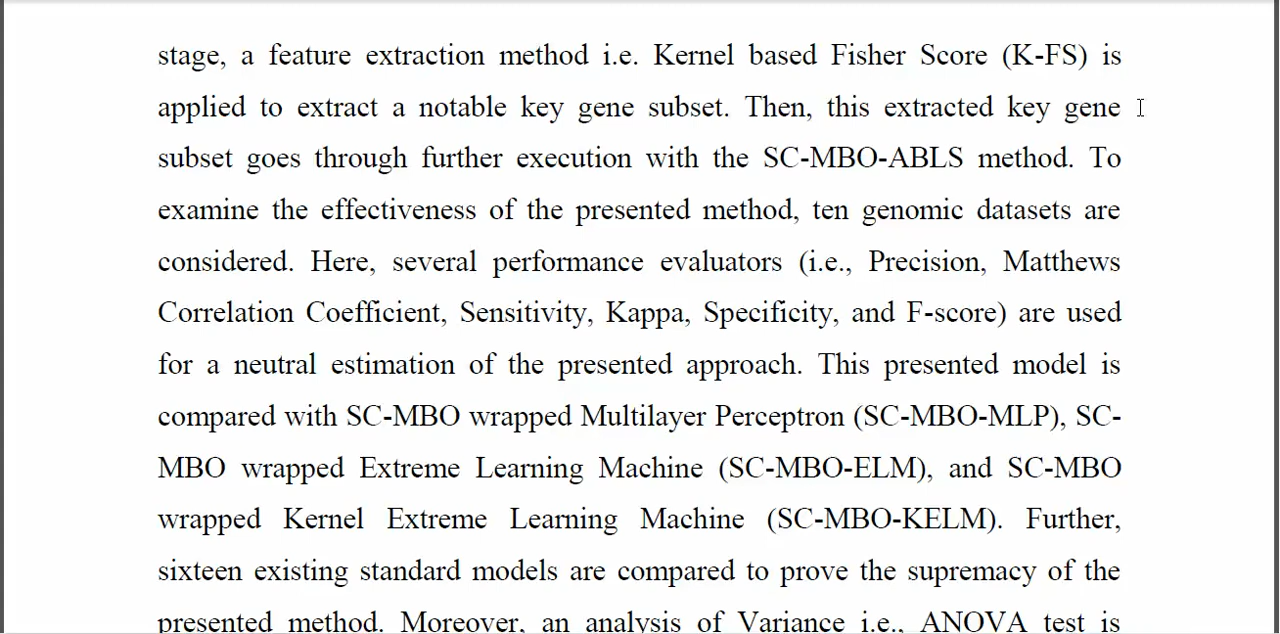 stage, a feature extraction method i.e. Kernel based Fisher Score (K-FS) is
applied to extract a notable key gene subset. Then, this extracted key gene
subset goes through further execution with the SC-MBO-ABLS method. To
examine the effectiveness of the presented method, ten genomic datasets are
considered. Here, several performance evaluators (i.e., Precision, Matthews
Correlation Coefficient, Sensitivity, Kappa, Specificity, and F-score) are used
for a neutral estimation of the presented approach. This presented model is
compared with SC-MBO wrapped Multilayer Perceptron (SC-MBO-MLP), SC-
MBO wrapped Extreme Learning Machine (SC-MBO-ELM), and SC-MBO
wrapped Kernel Extreme Learning Machine (SC-MBO-KELM). Further,
sixteen existing standard models are compared to prove the supremacy of the
presented method. Moreover, an analysis of Variance i.e., ANOVA test is